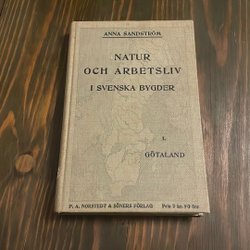 ANNA SANDSTRÖM
NATUR
OCH ARBETSLIV
I SVENSKA BYGDER
I.
GÖTALAND
P. A. NORSTEDT & SÖNERS FÖRLAG